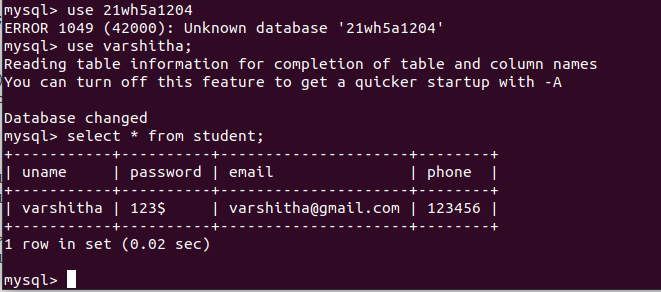 mysql> use 21wh5a1204
ERROR 1049 (42000): Unknown database '21wh5a1204'
mysql> use varshitha;
Reading table information for completion of table and column names
You can turn off this feature to get a quicker startup with -A
Database changed
mysql> select * from student;
+-----------+----------+---------------------+--------+
| uname     | password | email               | phone  |
+-----------+----------+---------------------+--------+
| varshitha | 123$     | varshitha@gmail.com | 123456 |
+-----------+----------+---------------------+--------+
1 row in set (0.02 sec)
mysql>